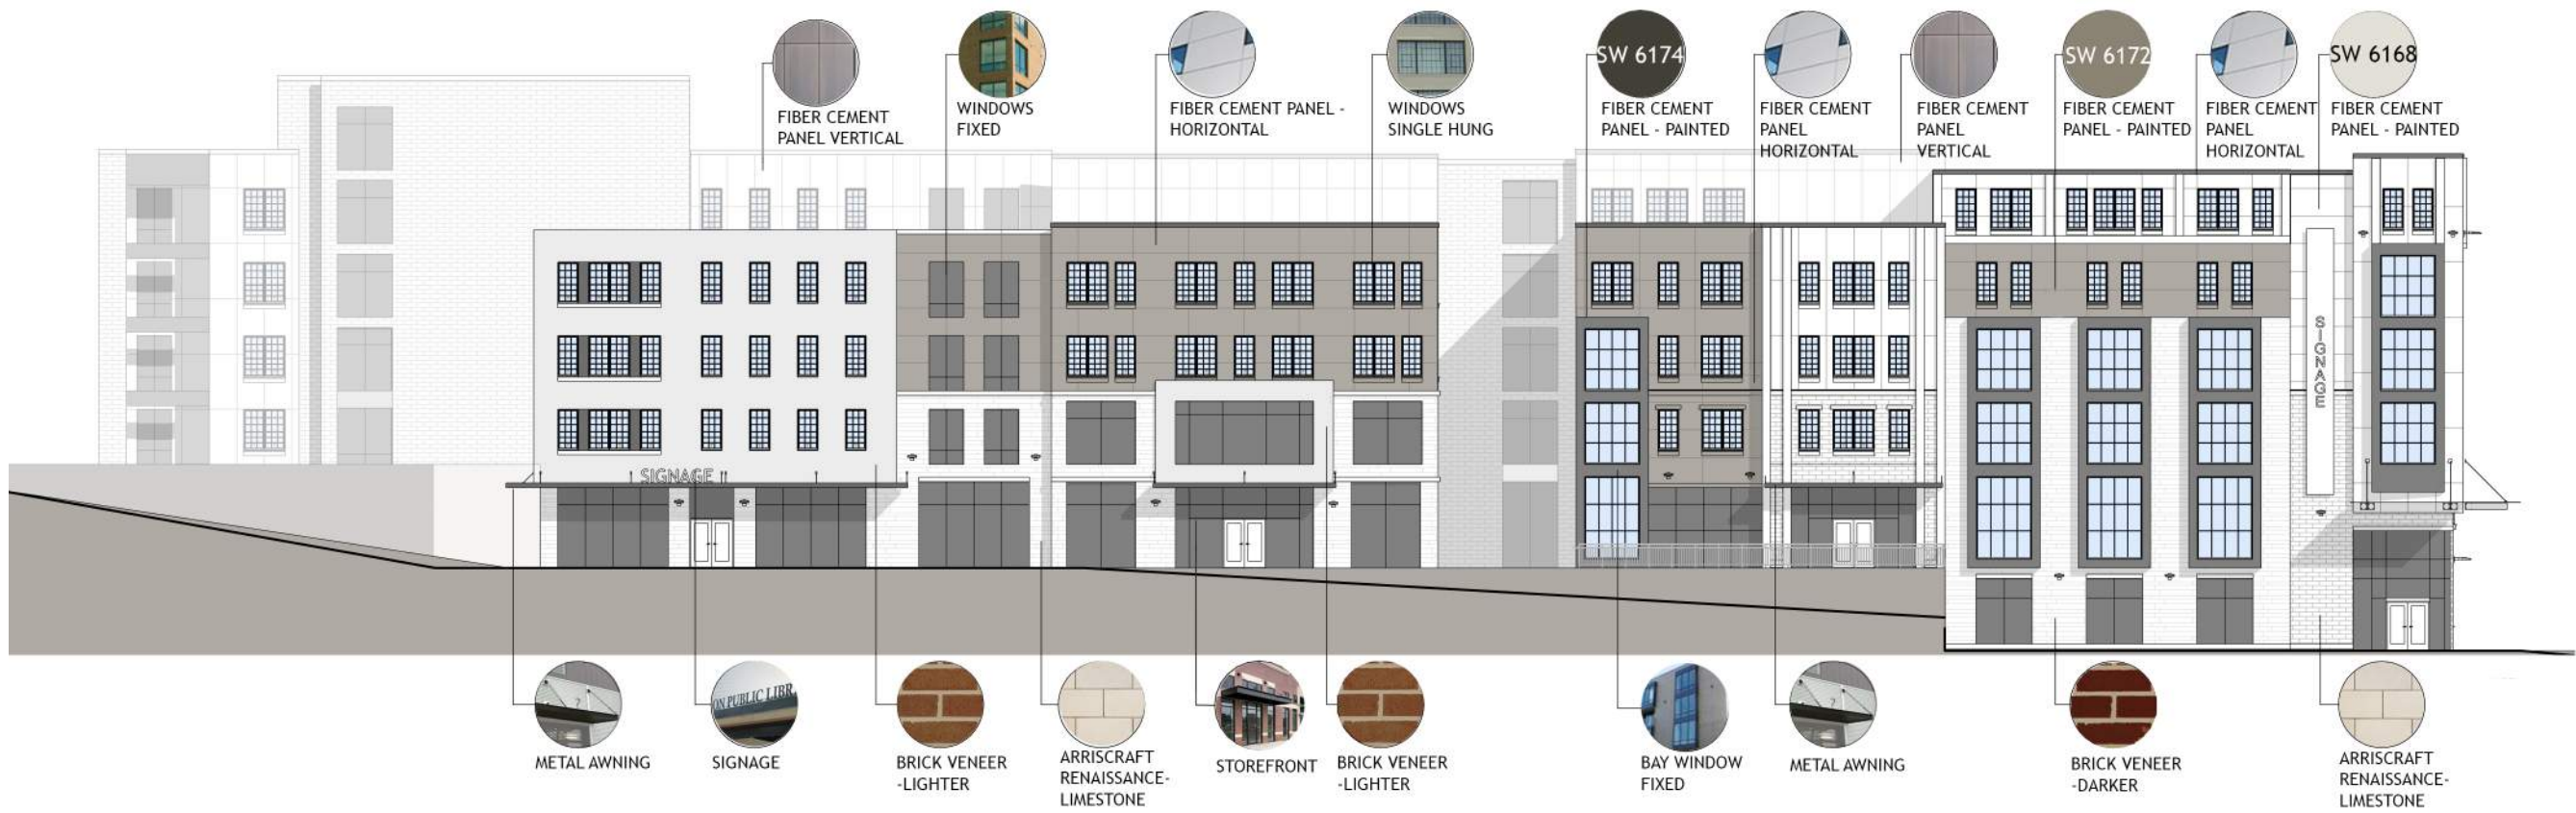 FIBER CEMENT
PANEL VERTICAL
WINDOWS
FIXED
FIBER CEMENT PANEL -
HORIZONTAL
WINDOWS
SINGLE HUNG
SW 6174
FIBER CEMENT
PANEL - PAINTED
FIBER CEMENT
PANEL
HORIZONTAL
FIBER CEMENT
PANEL
VERTICAL
SW 6172
FIBER CEMENT
PANEL - PAINTED
FIBER CEMENT
PANEL
HORIZONTAL
SW 6168
FIBER CEMENT
PANEL - PAINTED
SIGNAGE
SIGNAGE
METAL AWNING
ON PUBLIC LIBR
SIGNAGE
BRICK VENEER
-LIGHTER
ARRISCRAFT
RENAISSANCE-
LIMESTONE
STOREFRONT
BRICK VENEER
-LIGHTER
BAY WINDOW
FIXED
METAL AWNING
BRICK VENEER
-DARKER
ARRISCRAFT
RENAISSANCE-
LIMESTONE